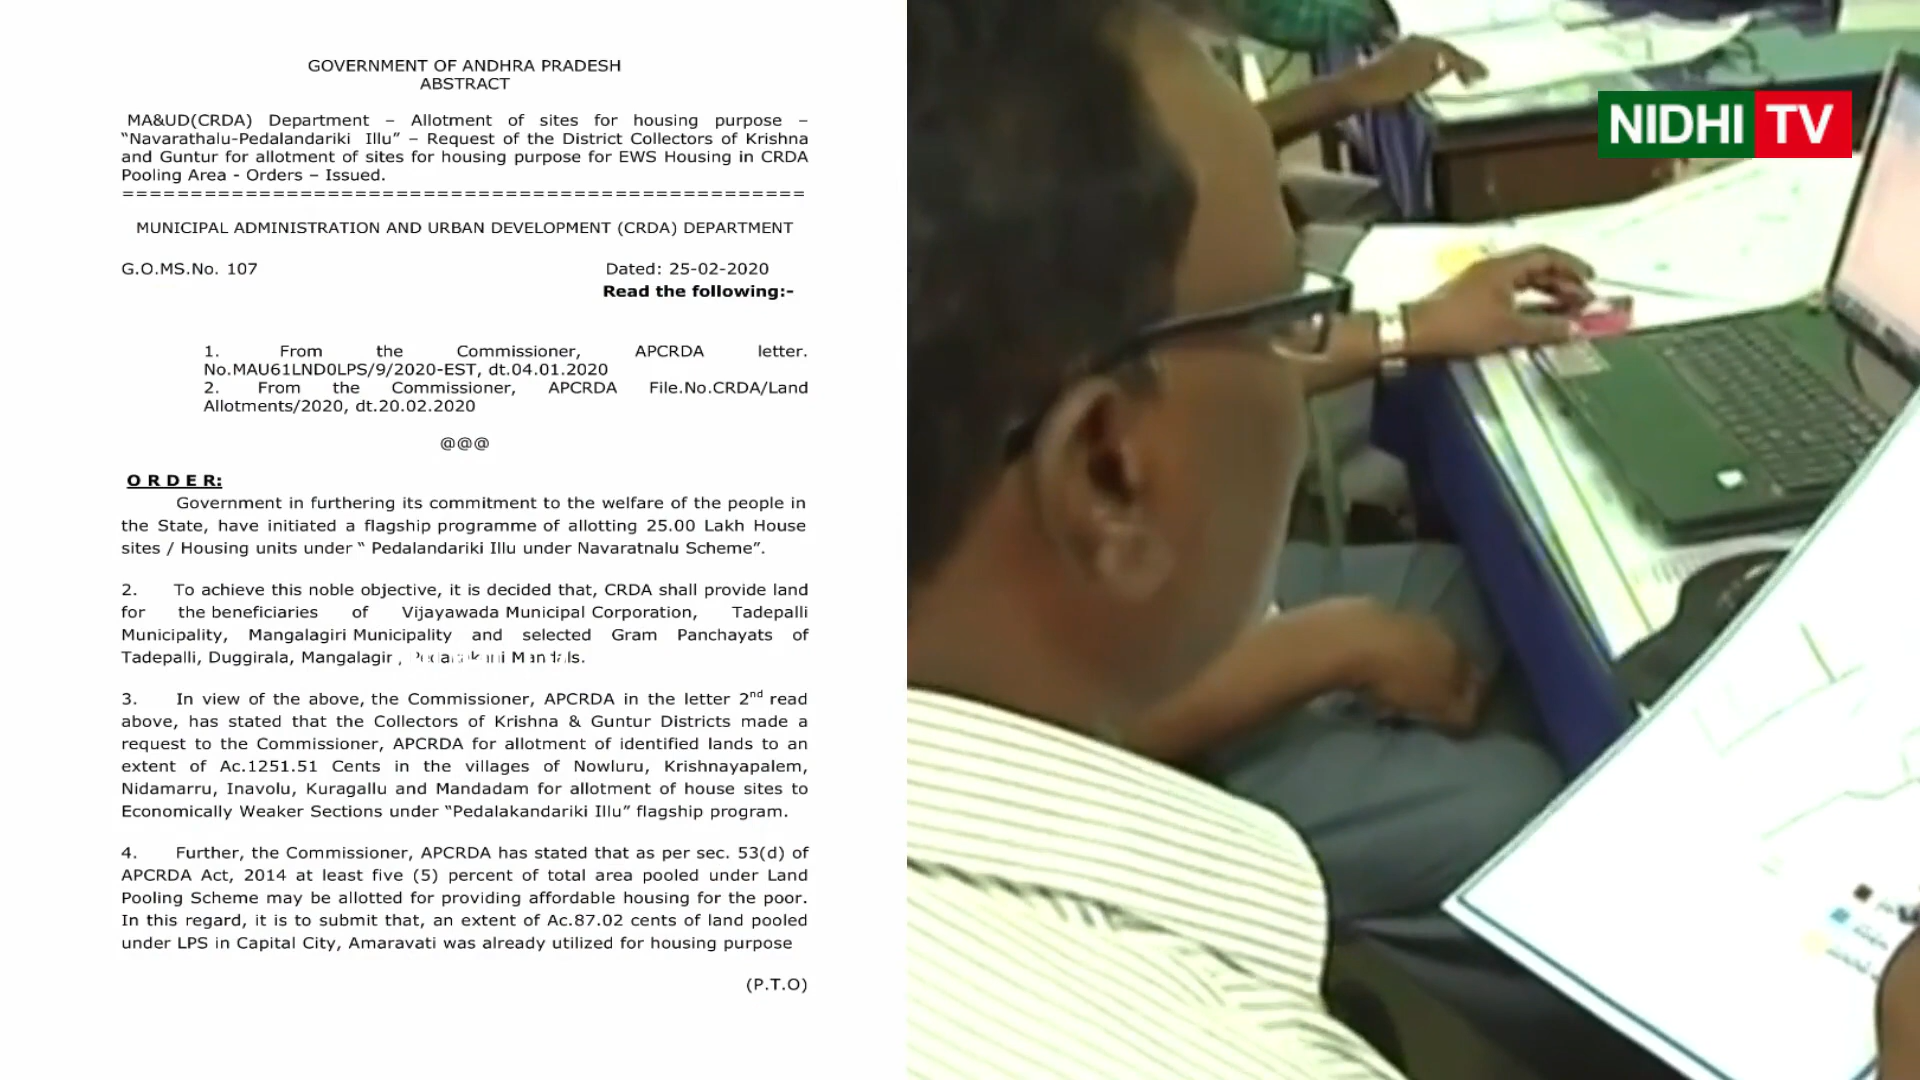 GOVERNMENT OF ANDHRA PRADESH
ABSTRACT
MA&UD(CRDA) Department – Allotment of sites for housing purpose –
“Navarathalu-Pedalandariki Illu” – Request of the District Collectors of Krishna
and Guntur for allotment of sites for housing purpose for EWS Housing in CRDA
Pooling Area - Orders – Issued.
==================================================
MUNICIPAL ADMINISTRATION AND URBAN DEVELOPMENT (CRDA) DEPARTMENT
G.O.MS.No. 107 Dated: 25-02-2020
Read the following:-
1. From the Commissioner, APCRDA letter.
No.MAU61LND0LPS/9/2020-EST, dt.04.01.2020
2. From the Commissioner, APCRDA File.No.CRDA/Land
Allotments/2020, dt.20.02.2020
@@@
O R D E R:
Government in furthering its commitment to the welfare of the people in
the State, have initiated a flagship programme of allotting 25.00 Lakh House
sites / Housing units under “ Pedalandariki Illu under Navaratnalu Scheme”.
2. To achieve this noble objective, it is decided that, CRDA shall provide land
for the beneficiaries of Vijayawada Municipal Corporation, Tadepalli
Municipality, Mangalagiri Municipality and selected Gram Panchayats of
Tadepalli, Duggirala, Mangalagir , Mandals.
3. In view of the above, the Commissioner, APCRDA in the letter 2nd read
above, has stated that the Collectors of Krishna & Guntur Districts made a
request to the Commissioner, APCRDA for allotment of identified lands to an
extent of Ac.1251.51 Cents in the villages of Nowluru, Krishnayapalem,
Nidamarru, Inavolu, Kuragallu and Mandadam for allotment of house sites to
Economically Weaker Sections under “Pedalakandariki Illu” flagship program.
4. Further, the Commissioner, APCRDA has stated that as per sec. 53(d) of
APCRDA Act, 2014 at least five (5) percent of total area pooled under Land
Pooling Scheme may be allotted for providing affordable housing for the poor.
In this regard, it is to submit that, an extent of Ac.87.02 cents of land pooled
under LPS in Capital City, Amaravati was already utilized for housing purpose
(P.T.O)
NIDHI TV